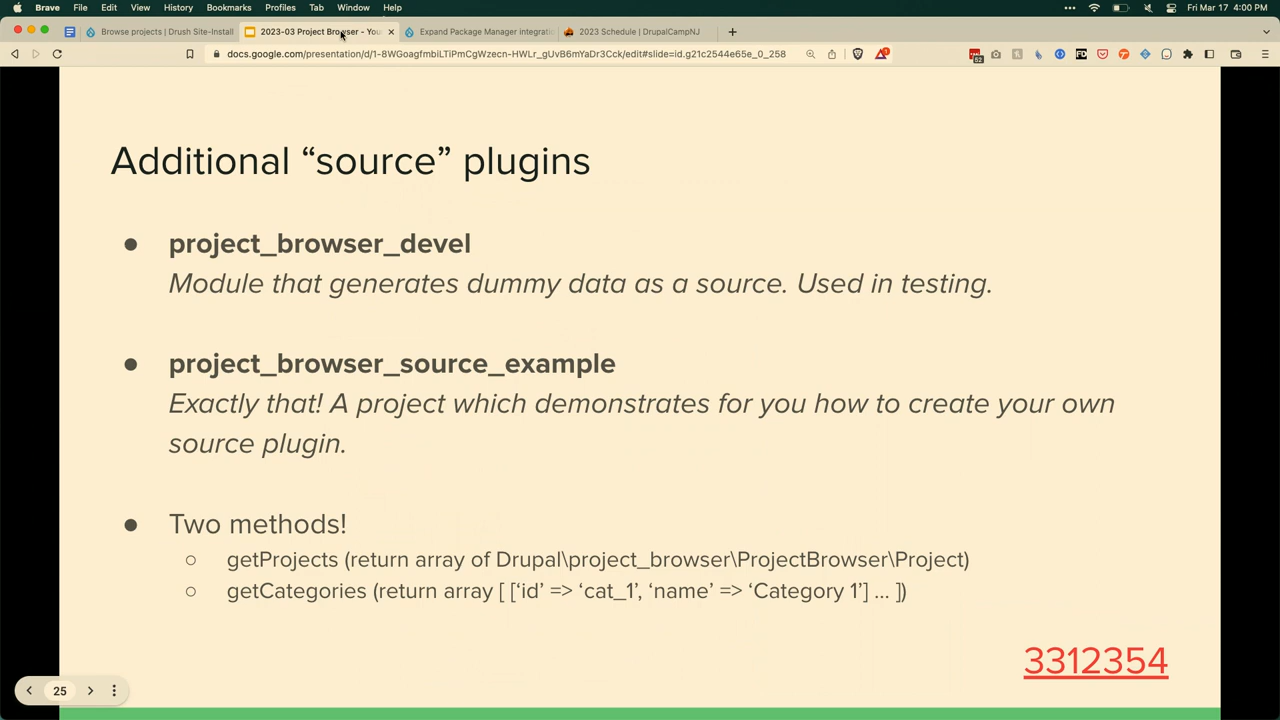 Brave File Edit View History Bookmarks Profiles Tab Window Help Fri Mar 17 4:00 PM
Browse projects | Drush Site-Install 2023-03 Project Browser - You Expand Package Manager integratio 2023 Schedule | DrupalCampNJ
docs.google.com/presentation/d/1-8WGoagfmbiLTiPmCgWzecn-HWLr_gUvB6mYaDr3Cck/edit#slide=id.g21c2544e65e_0_258
Additional “source” plugins
● project_browser_devel
Module that generates dummy data as a source. Used in testing.
● project_browser_source_example
Exactly that! A project which demonstrates for you how to create your own
source plugin.
● Two methods!
○ getProjects (return array of Drupal\project_browser\ProjectBrowser\Project)
○ getCategories (return array [ [‘id’ => ‘cat_1’, ‘name’ => ‘Category 1’] ... ])
3312354
25